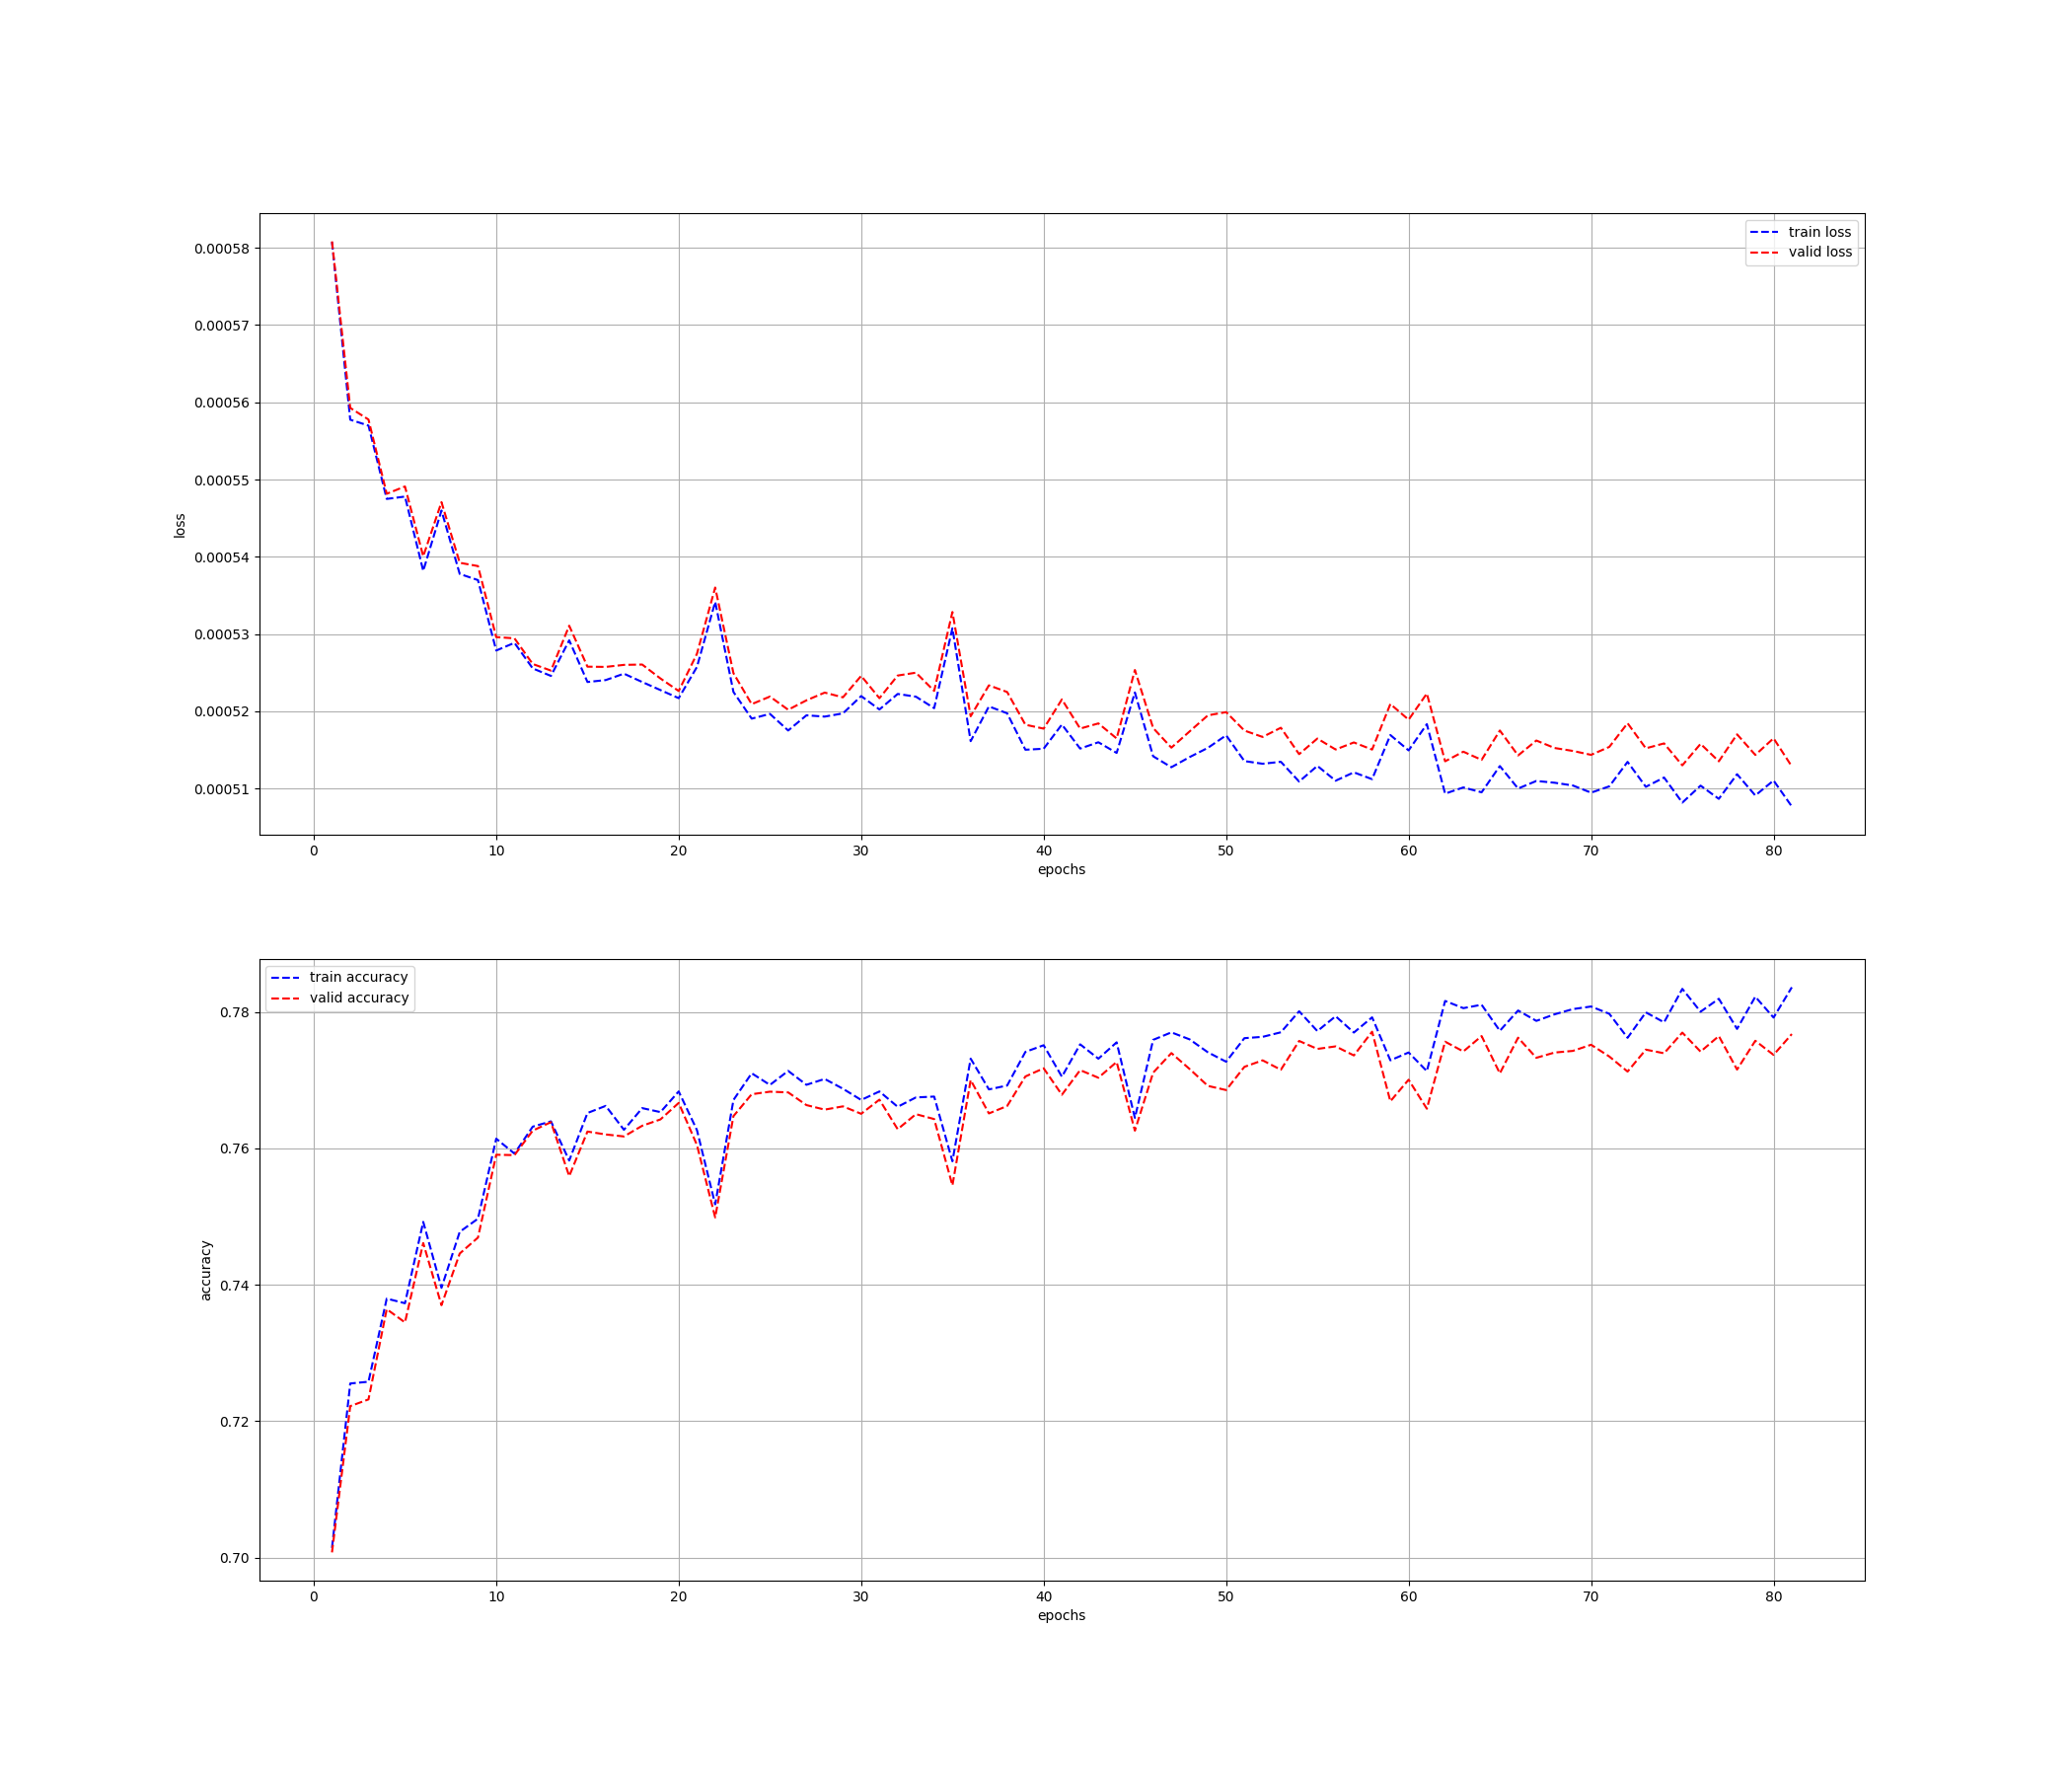 0.00058
0.00057
0.00056
0.00055
0.00054
0.00053
0.00052
0.00051
loss
train loss
valid loss
0 10 20 30 40 50 60 70 80
epochs
train accuracy
valid accuracy
0.78
0.76
0.74
0.72
0.70
accuracy
0 10 20 30 40 50 60 70 80
epochs